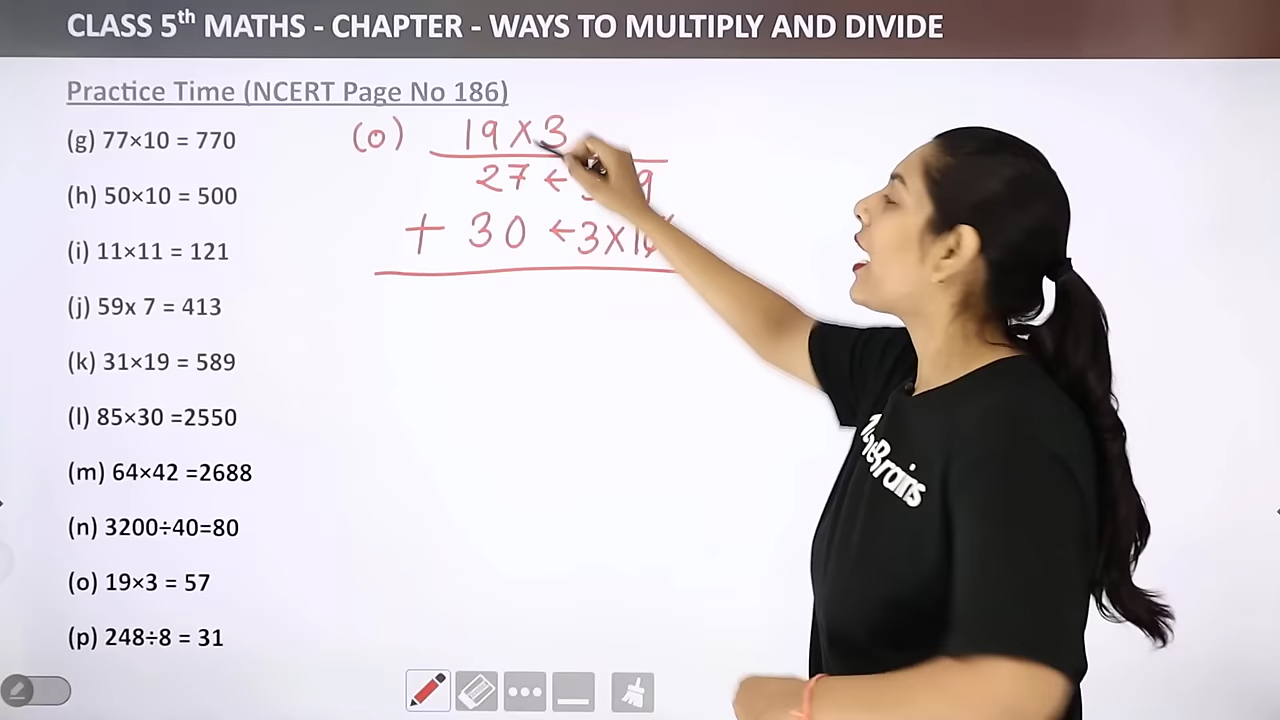 CLASS 5th MATHS - CHAPTER - WAYS TO MULTIPLY AND DIVIDE
Practice Time (NCERT Page No 186)
(g) 77×10 = 770
(h) 50×10 = 500
(i) 11×11 = 121
(j) 59x 7 = 413
(k) 31×19 = 589
(l) 85×30 =2550
(m) 64×42 =2688
(n) 3200÷40=80
(o) 19×3 = 57
(p) 248÷8 = 31
(o) 19×3
27 ← 9
+ 30 ←3×10